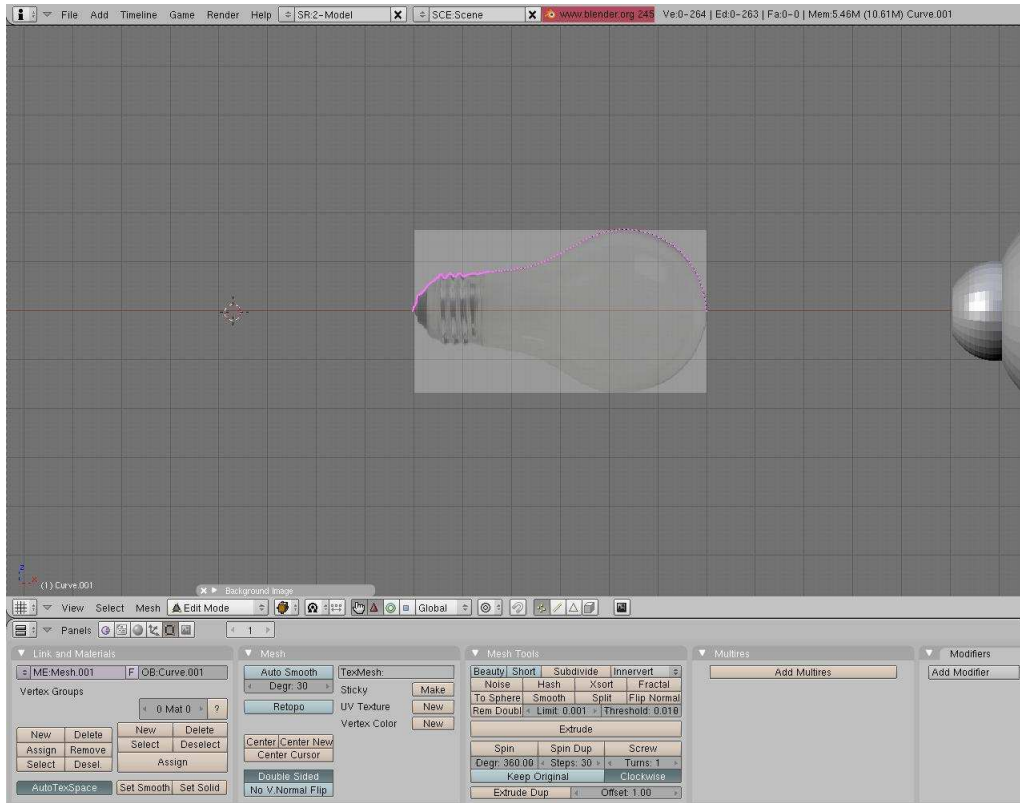 File Add Timeline Game Render Help SR:2-Model X SCE:Scene X www.blender.org 245 Ve:0-264 | Ed:0-263 | Fa:0-0 | Mem:5.46M (10.61M) Curve.001
z
x (1) Curve.001
X Background Image
View Select Mesh Edit Mode Global
Panels 1
Link and Materials Mesh Mesh Tools Multires Modifiers
ME:Mesh.001 F OB:Curve.001 Auto Smooth TexMesh: Beauty Short Subdivide Innervert Add Multires Add Modifier
Vertex Groups Degr: 30 Sticky Make Noise Hash Xsort Fractal
0 Mat 0 ? Retopo UV Texture New To Sphere Smooth Split Flip Normal
Vertex Color New Rem Doubl Limit: 0.001 Threshold: 0.010
New Delete New Delete Extrude
Assign Remove Select Deselect Center Center New Spin Spin Dup Screw
Select Desel. Assign Center Cursor Degr: 360.00 Steps: 30 Turns: 1
Double Sided Keep Original Clockwise
AutoTexSpace Set Smooth Set Solid No V.Normal Flip Extrude Dup Offset: 1.00